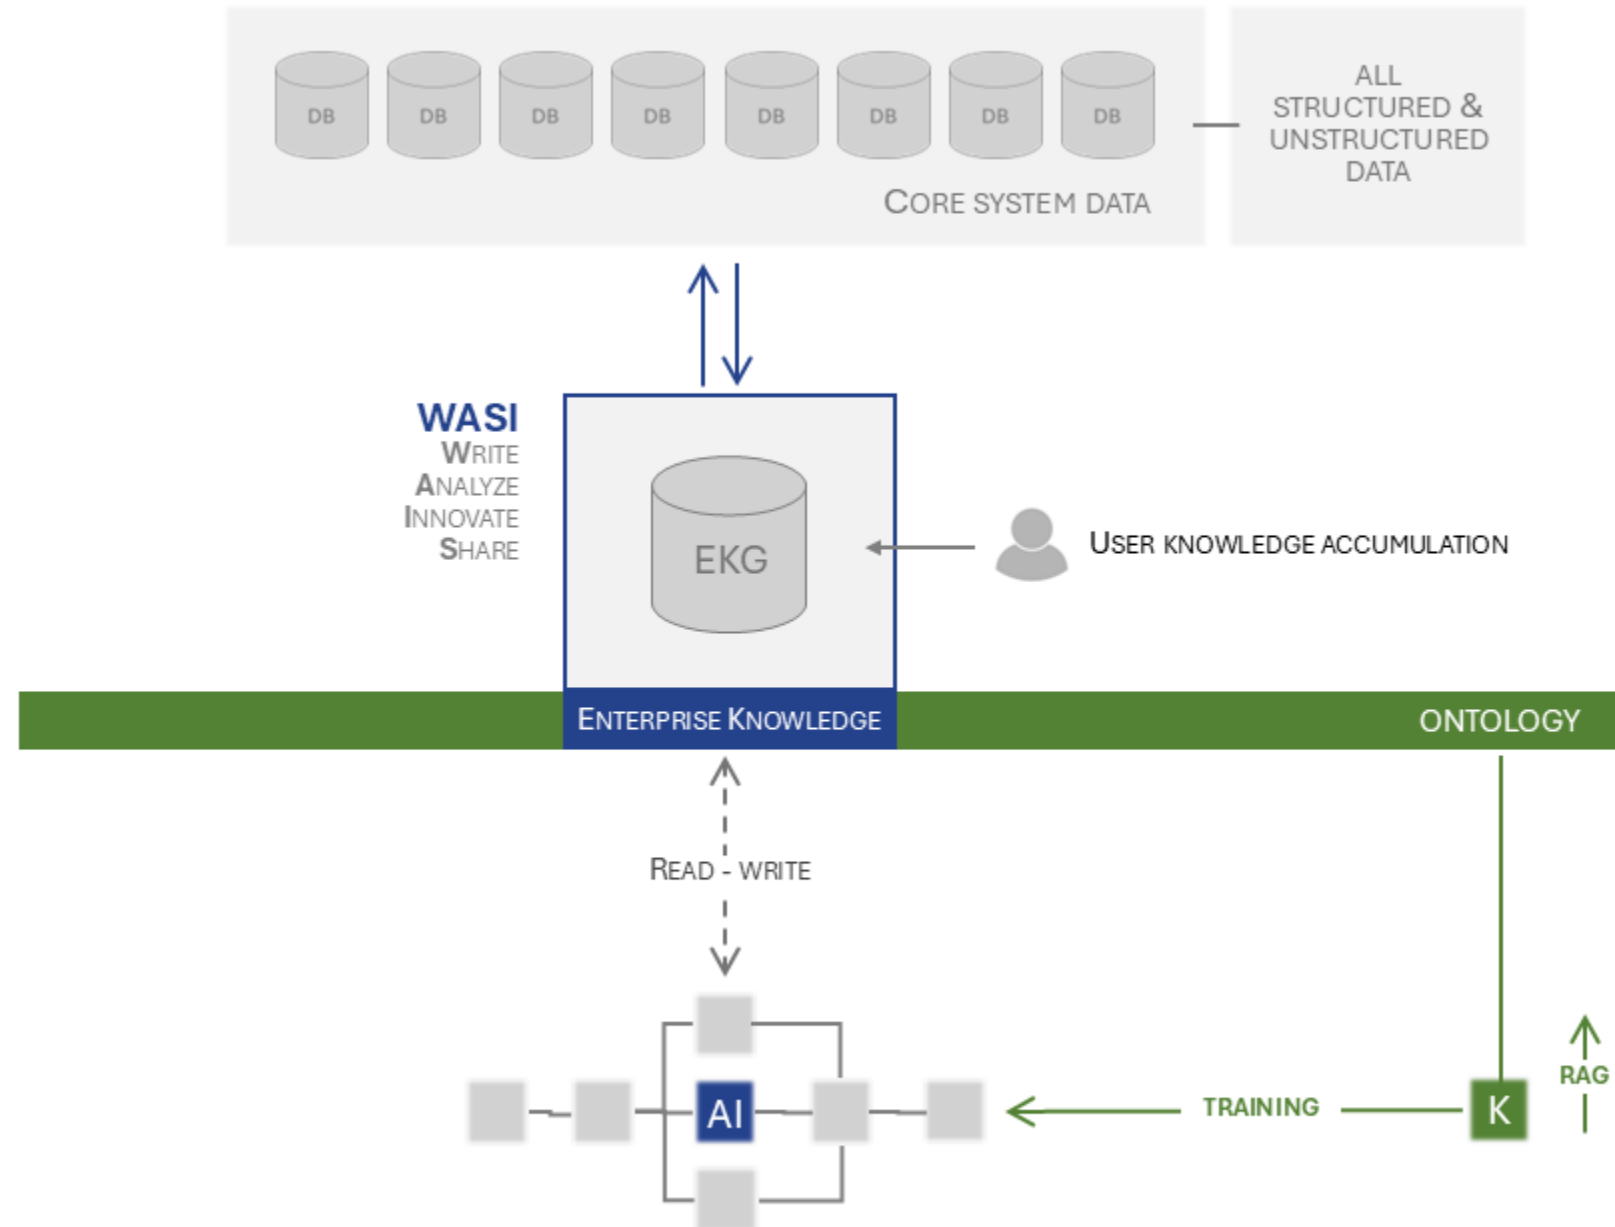 DB DB DB DB DB DB DB DB
CORE SYSTEM DATA
ALL
STRUCTURED &
UNSTRUCTURED
DATA
WASI
WRITE
ANALYZE
INNOVATE
SHARE
EKG
USER KNOWLEDGE ACCUMULATION
ENTERPRISE KNOWLEDGE
ONTOLOGY
READ - WRITE
AI
TRAINING
K
RAG